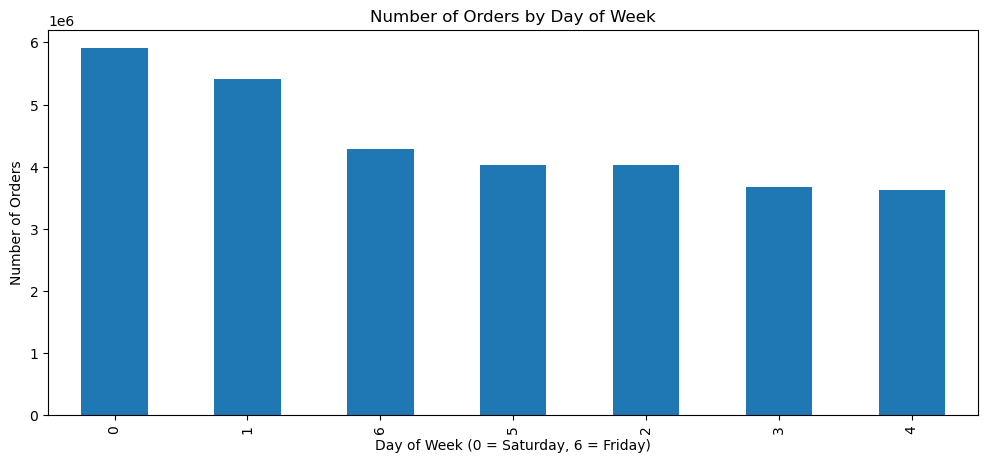 Number of Orders by Day of Week
1e6
Number of Orders
6
5
4
3
2
1
0
0 1 6 5 2 3 4
Day of Week (0 = Saturday, 6 = Friday)